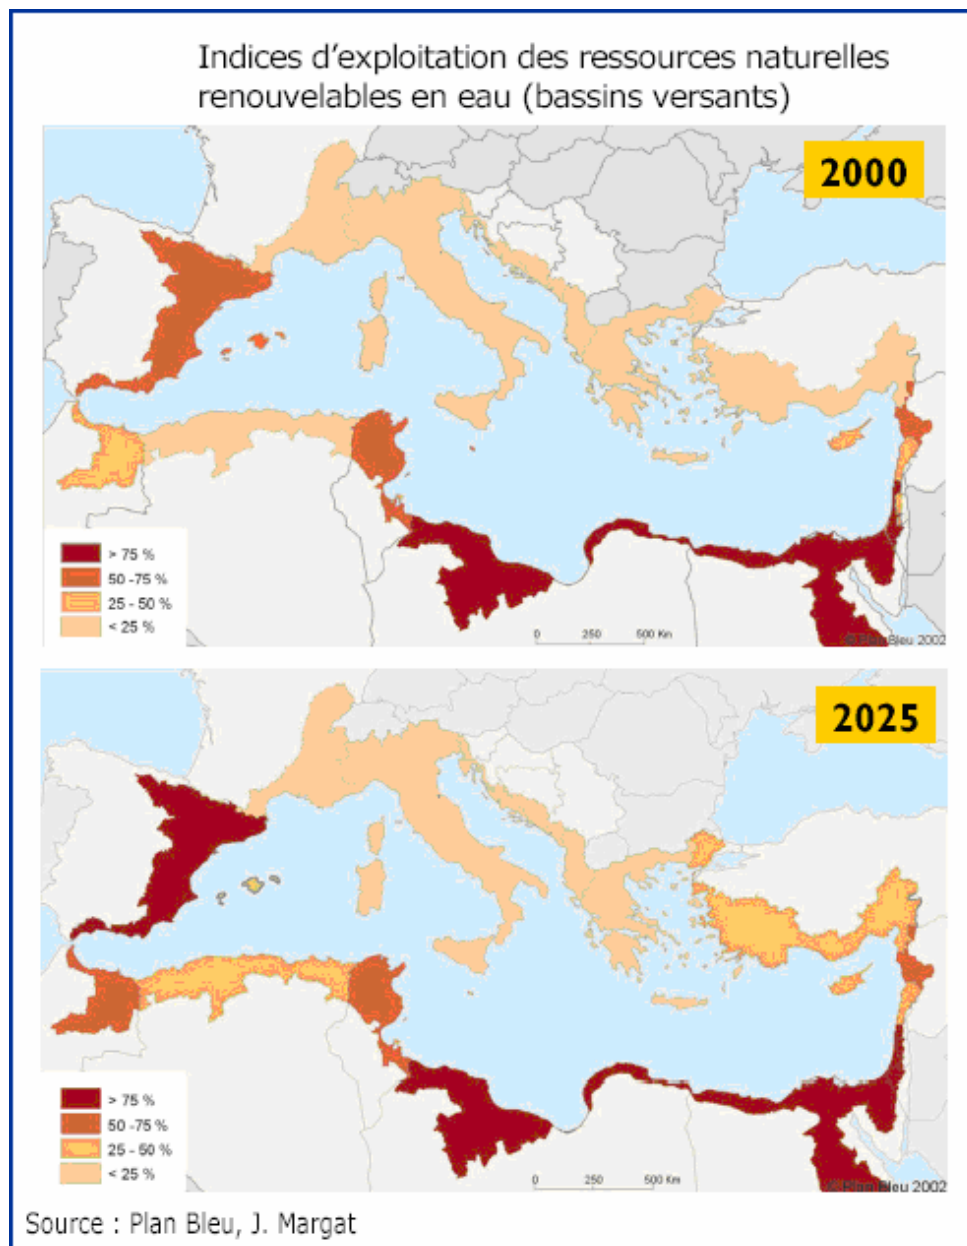 Indices d'exploitation des ressources naturelles
renouvelables en eau (bassins versants)
2000
> 75 %
50 -75 %
25 - 50 %
< 25 %
0 250 500 Km
© Plan Bleu 2002
2025
> 75 %
50 -75 %
25 - 50 %
< 25 %
0 250 500 Km
© Plan Bleu 2002
Source : Plan Bleu, J. Margat